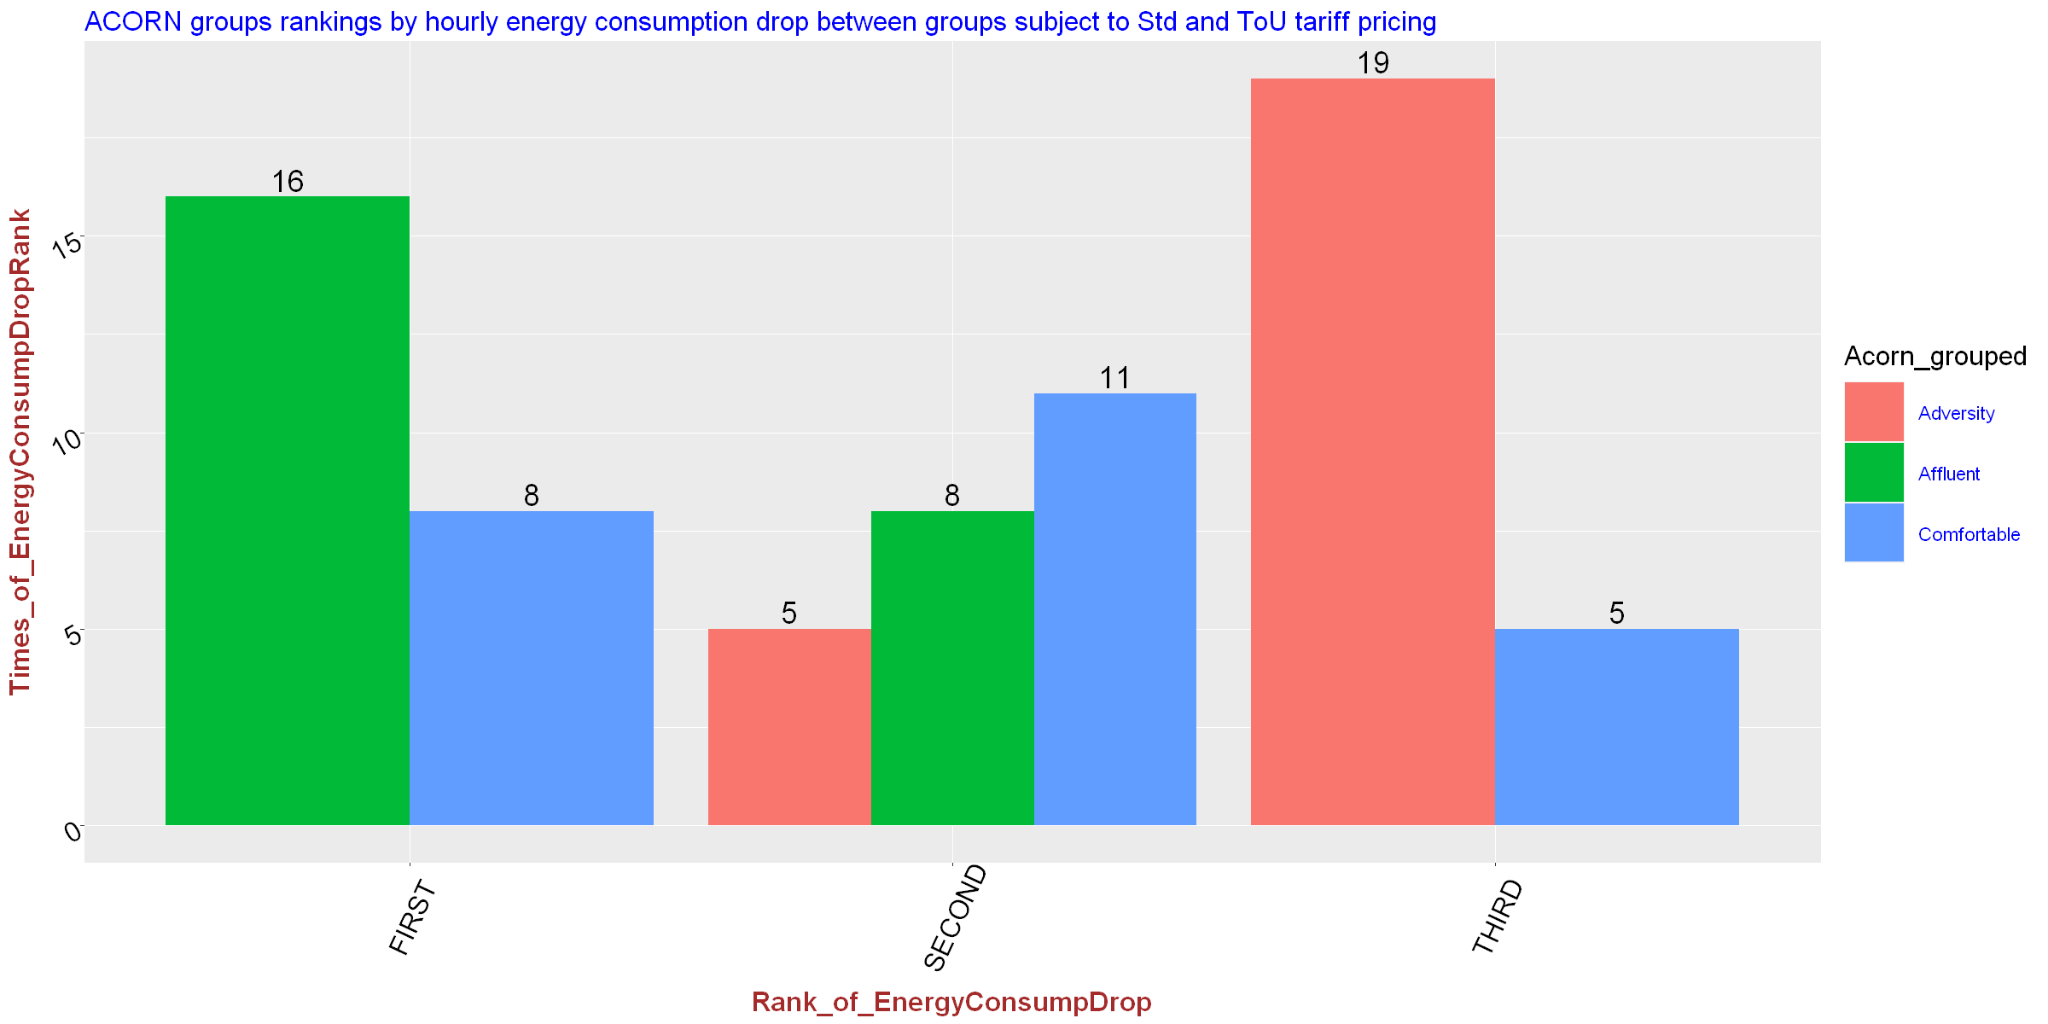 ACORN groups rankings by hourly energy consumption drop between groups subject to Std and ToU tariff pricing
Times_of_EnergyConsumpDropRank
15
10
5
0
16
8
5
8
11
19
5
FIRST
SECOND
THIRD
Rank_of_EnergyConsumpDrop
Acorn_grouped
Adversity
Affluent
Comfortable